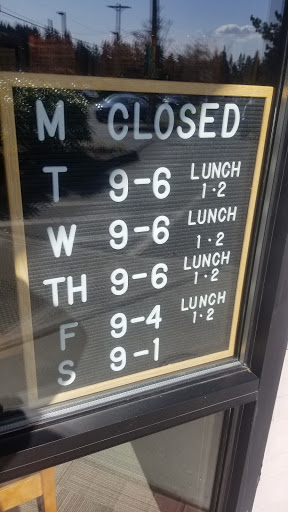 M CLOSED
T 9-6 LUNCH 1·2
W 9-6 LUNCH 1·2
TH 9-6 LUNCH 1·2
F 9-4 LUNCH 1·2
S 9-1